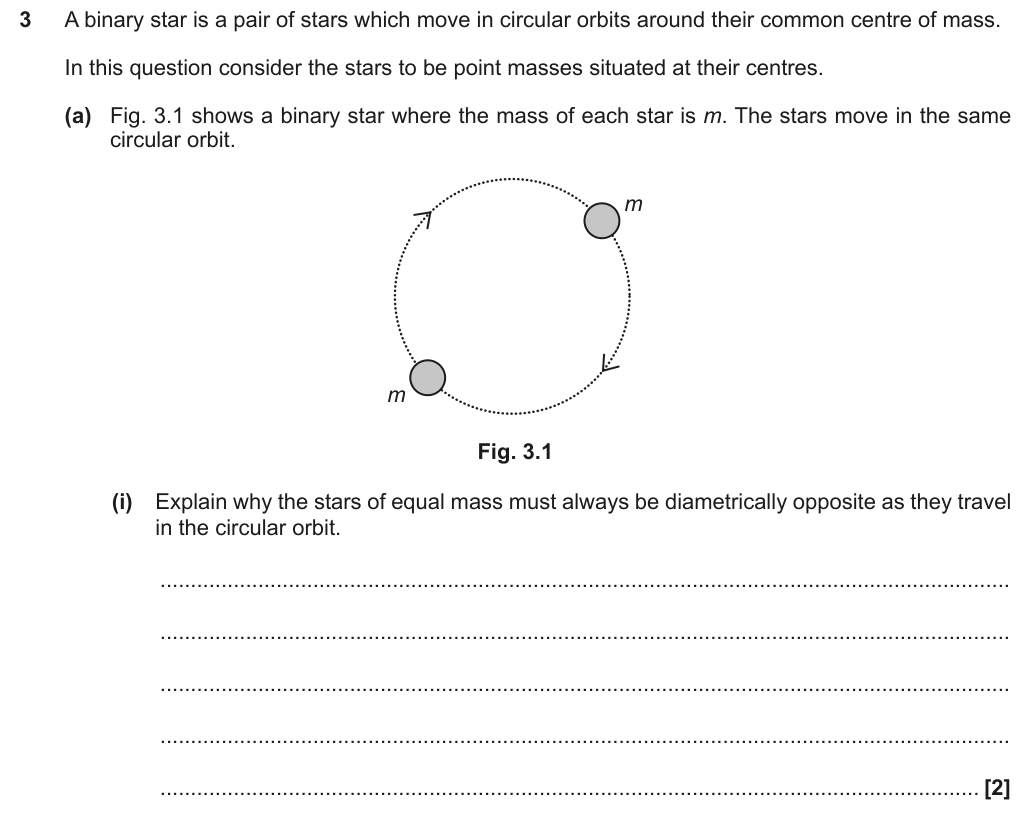 3 A binary star is a pair of stars which move in circular orbits around their common centre of mass.
In this question consider the stars to be point masses situated at their centres.
(a) Fig. 3.1 shows a binary star where the mass of each star is m. The stars move in the same
circular orbit.
m
m
Fig. 3.1
(i) Explain why the stars of equal mass must always be diametrically opposite as they travel
in the circular orbit.
[2]